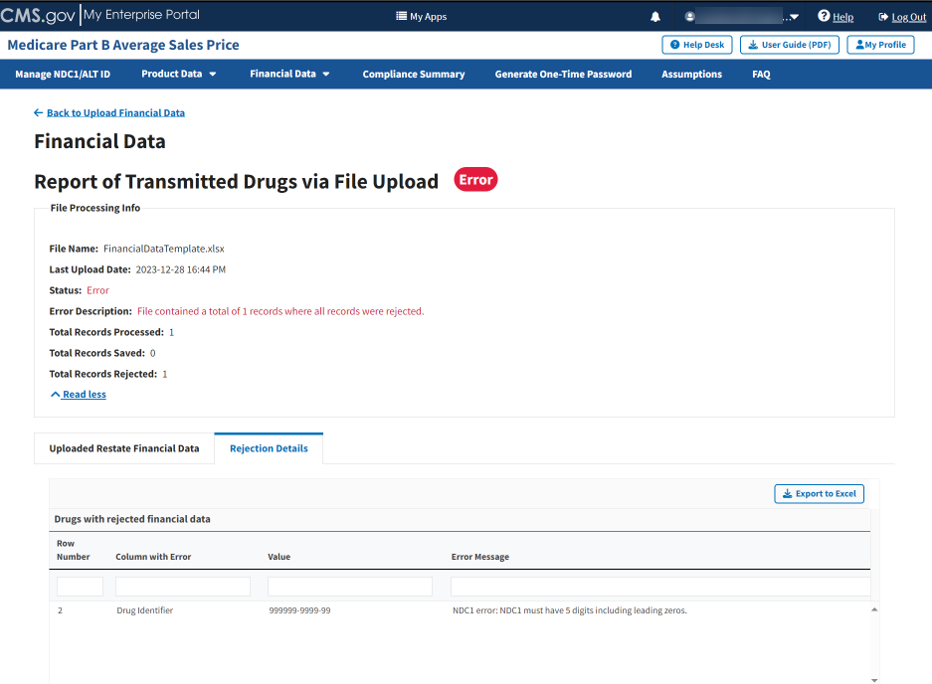 CMS.gov My Enterprise Portal My Apps ... Help Log Out
Medicare Part B Average Sales Price Help Desk User Guide (PDF) My Profile
Manage NDC1/ALT ID Product Data Financial Data Compliance Summary Generate One-Time Password Assumptions FAQ
Back to Upload Financial Data
Financial Data
Report of Transmitted Drugs via File Upload Error
File Processing Info
File Name: FinancialDataTemplate.xlsx
Last Upload Date: 2023-12-28 16:44 PM
Status: Error
Error Description: File contained a total of 1 records where all records were rejected.
Total Records Processed: 1
Total Records Saved: 0
Total Records Rejected: 1
Read less
Uploaded Restate Financial Data Rejection Details
Export to Excel
Drugs with rejected financial data
Row
Number Column with Error Value Error Message
2 Drug Identifier 999999-9999-99 NDC1 error: NDC1 must have 5 digits including leading zeros.